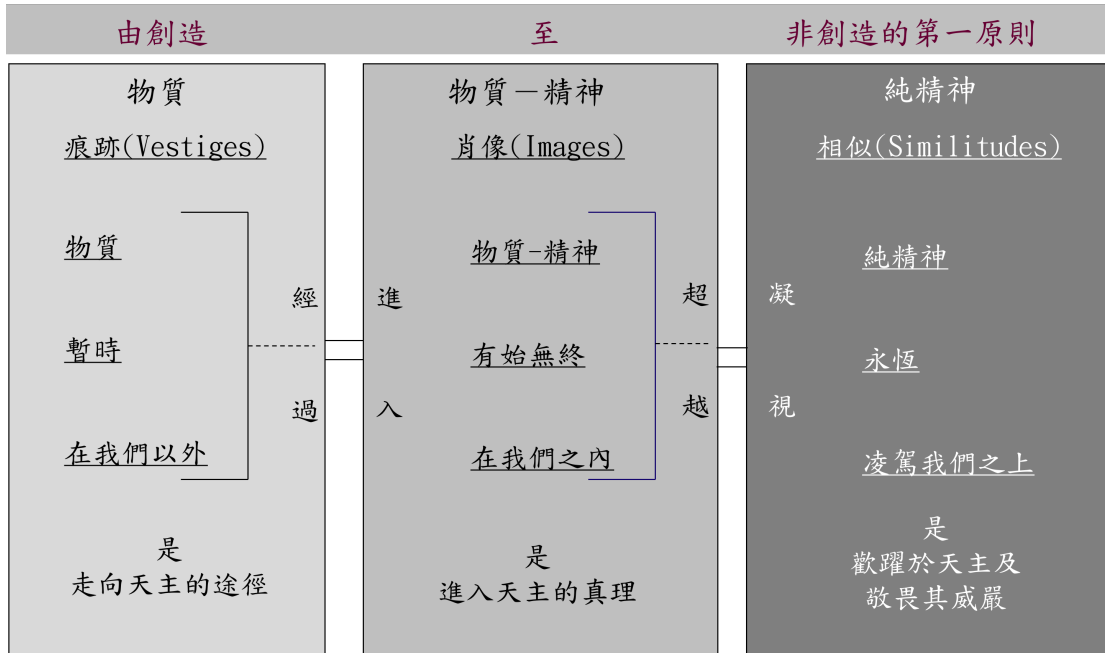 由創造 至 非創造的第一原則
物質
痕跡(Vestiges)
物質
暫時
在我們以外
經
過
是
走向天主的途徑
物質－精神
肖像(Images)
進
入
物質-精神
有始無終
在我們之內
超
越
是
進入天主的真理
純精神
相似(Similitudes)
凝
視
純精神
永恆
凌駕我們之上
是
歡躍於天主及
敬畏其威嚴